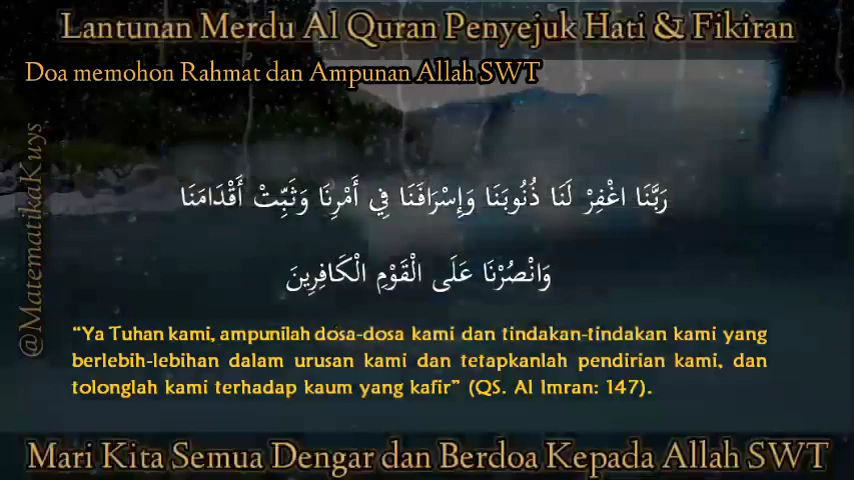 Lantunan Merdu Al Quran Penyejuk Hati & Fikiran
Doa memohon Rahmat dan Ampunan Allah SWT
@MatematikaKuys
رَبَّنَا اغْفِرْ لَنَا ذُنُوبَنَا وَإِسْرَافَنَا فِي أَمْرِنَا وَثَبِّتْ أَقْدَامَنَا
وَانْصُرْنَا عَلَى الْقَوْمِ الْكَافِرِينَ
“Ya Tuhan kami, ampunilah dosa-dosa kami dan tindakan-tindakan kami yang
berlebih-lebihan dalam urusan kami dan tetapkanlah pendirian kami, dan
tolonglah kami terhadap kaum yang kafir” (QS. Al Imran: 147).
Mari Kita Semua Dengar dan Berdoa Kepada Allah SWT